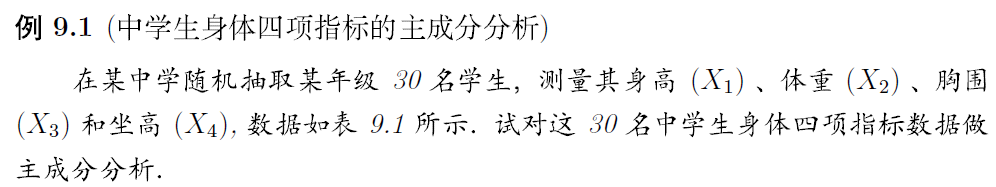 例 9.1 (中学生身体四项指标的主成分分析)
在某中学随机抽取某年级 30 名学生, 测量其身高 (X₁) 、体重 (X₂) 、胸围
(X₃) 和坐高 (X₄), 数据如表 9.1 所示. 试对这 30 名中学生身体四项指标数据做
主成分分析.